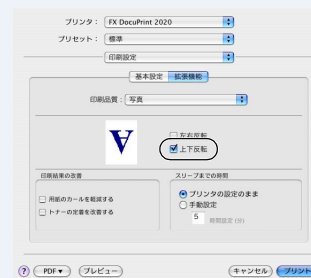 プリンタ： FX DocuPrint 2020
プリセット： 標準
印刷設定
基本設定 拡張機能
印刷品質： 写真
A
左右反転
上下反転
印刷結果の改善
用紙のカールを軽減する
トナーの定着を改善する
スリープまでの時間
プリンタの設定のまま
手動設定
5 時間設定 (分)
? PDF▼ プレビュー キャンセル プリント